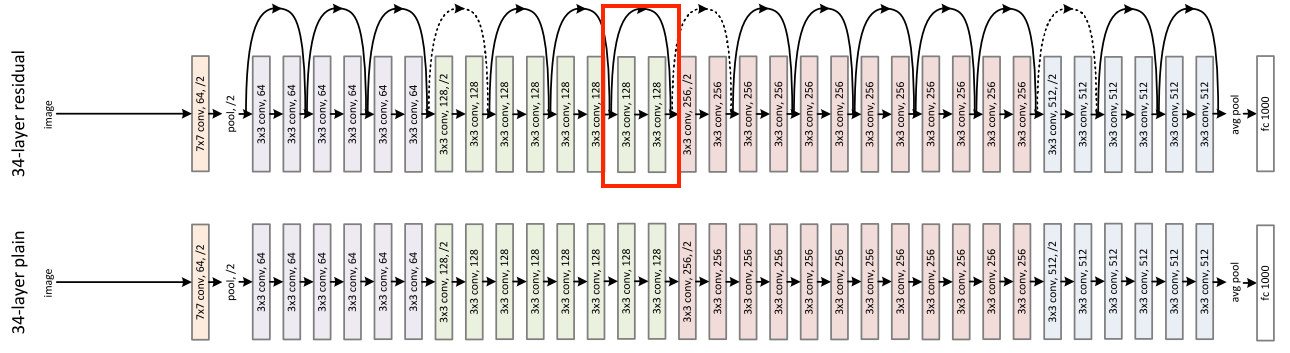 34-layer residual
image
7x7 conv, 64, /2
pool, /2
3x3 conv, 64
3x3 conv, 64
3x3 conv, 64
3x3 conv, 64
3x3 conv, 64
3x3 conv, 64
3x3 conv, 128, /2
3x3 conv, 128
3x3 conv, 128
3x3 conv, 128
3x3 conv, 128
3x3 conv, 128
3x3 conv, 128
3x3 conv, 128
3x3 conv, 256, /2
3x3 conv, 256
3x3 conv, 256
3x3 conv, 256
3x3 conv, 256
3x3 conv, 256
3x3 conv, 256
3x3 conv, 256
3x3 conv, 256
3x3 conv, 256
3x3 conv, 256
3x3 conv, 256
3x3 conv, 512, /2
3x3 conv, 512
3x3 conv, 512
3x3 conv, 512
3x3 conv, 512
3x3 conv, 512
avg pool
fc 1000
34-layer plain
image
7x7 conv, 64, /2
pool, /2
3x3 conv, 64
3x3 conv, 64
3x3 conv, 64
3x3 conv, 64
3x3 conv, 64
3x3 conv, 64
3x3 conv, 128, /2
3x3 conv, 128
3x3 conv, 128
3x3 conv, 128
3x3 conv, 128
3x3 conv, 128
3x3 conv, 128
3x3 conv, 128
3x3 conv, 256, /2
3x3 conv, 256
3x3 conv, 256
3x3 conv, 256
3x3 conv, 256
3x3 conv, 256
3x3 conv, 256
3x3 conv, 256
3x3 conv, 256
3x3 conv, 256
3x3 conv, 256
3x3 conv, 256
3x3 conv, 512, /2
3x3 conv, 512
3x3 conv, 512
3x3 conv, 512
3x3 conv, 512
3x3 conv, 512
avg pool
fc 1000